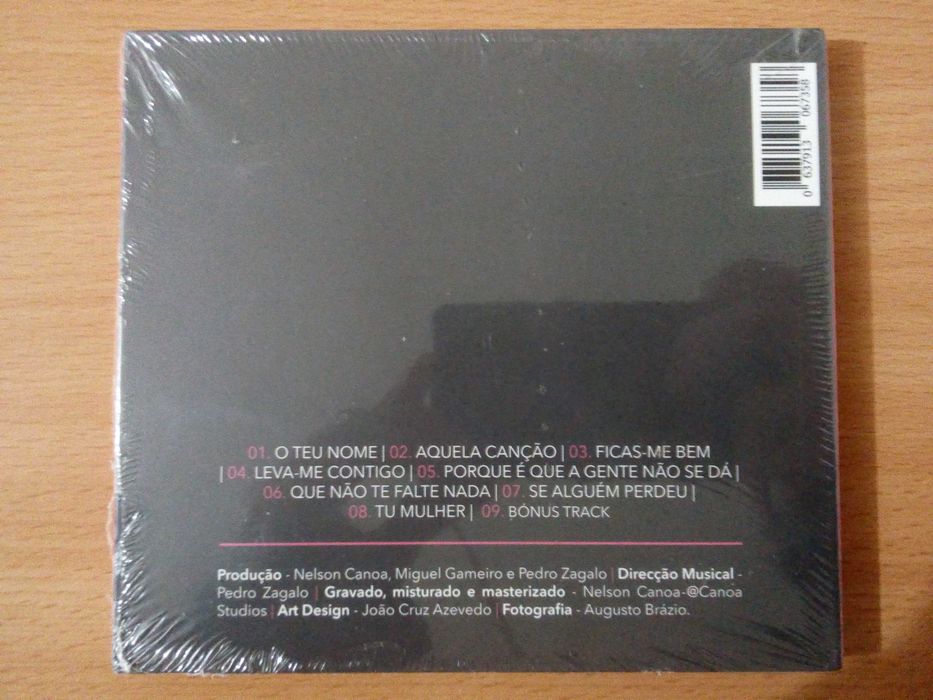 0 637913 067358
01. O TEU NOME | 02. AQUELA CANÇÃO | 03. FICAS-ME BEM
| 04. LEVA-ME CONTIGO | 05. PORQUE É QUE A GENTE NÃO SE DÁ |
06. QUE NÃO TE FALTE NADA | 07. SE ALGUÉM PERDEU |
08. TU MULHER | 09. BÓNUS TRACK
Produção - Nelson Canoa, Miguel Gameiro e Pedro Zagalo | Direcção Musical -
Pedro Zagalo | Gravado, misturado e masterizado - Nelson Canoa-@Canoa
Studios | Art Design - João Cruz Azevedo | Fotografia - Augusto Brázio.